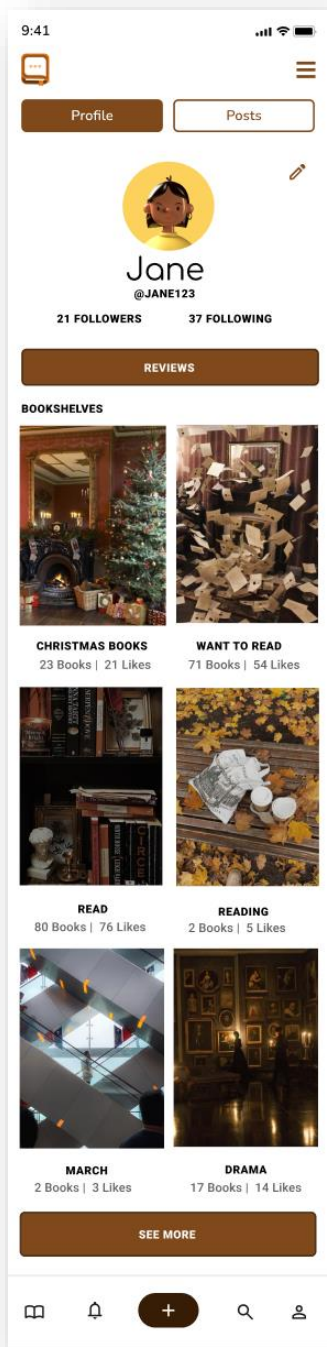 9:41
Profile
Posts
Jane
@JANE123
21 FOLLOWERS
37 FOLLOWING
REVIEWS
BOOKSHELVES
CHRISTMAS BOOKS
23 Books | 21 Likes
WANT TO READ
71 Books | 54 Likes
CIRCE
READ
80 Books | 76 Likes
READING
2 Books | 5 Likes
MARCH
2 Books | 3 Likes
DRAMA
17 Books | 14 Likes
SEE MORE